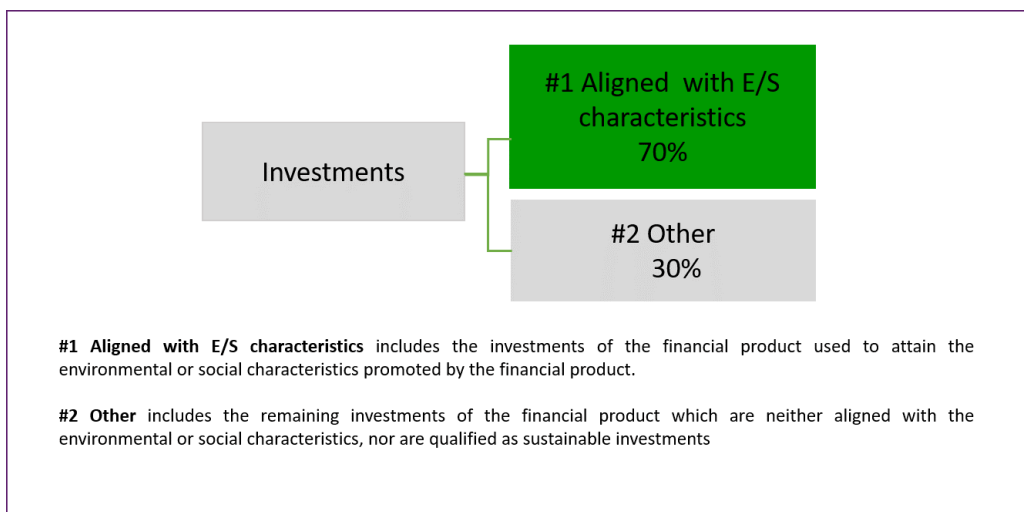 Investments
#1 Aligned with E/S
characteristics
70%
#2 Other
30%
#1 Aligned with E/S characteristics includes the investments of the financial product used to attain the
environmental or social characteristics promoted by the financial product.
#2 Other includes the remaining investments of the financial product which are neither aligned with the
environmental or social characteristics, nor are qualified as sustainable investments